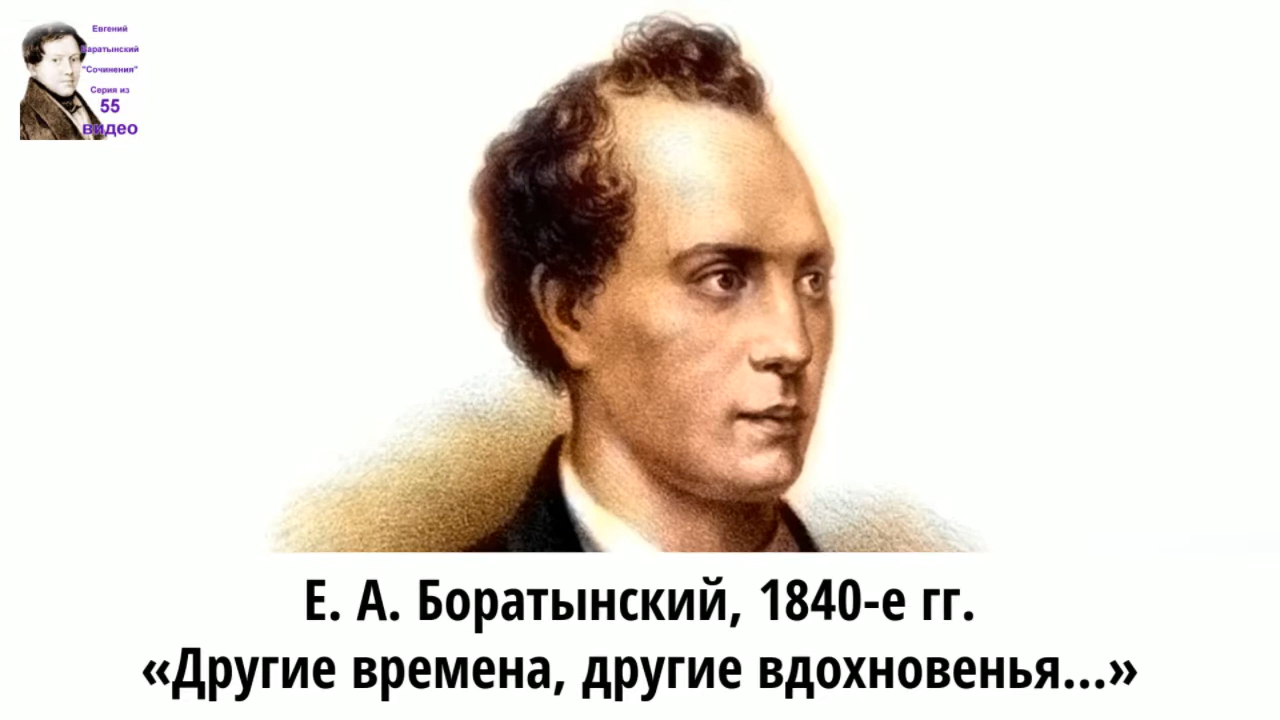 Евгений
Баратынский
"Сочинения"
Серия из
55
видео
Е. А. Боратынский, 1840-е гг.
«Другие времена, другие вдохновенья...»